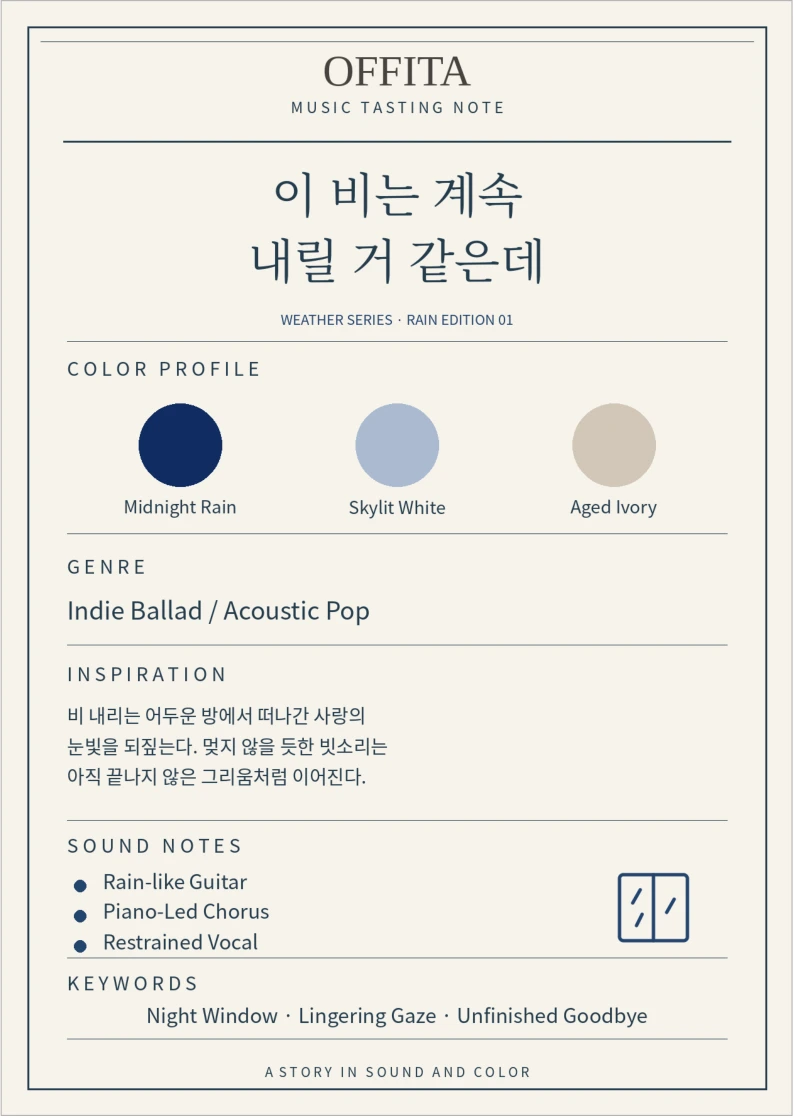 OFFITA
MUSIC TASTING NOTE
이 비는 계속
내릴 거 같은데
WEATHER SERIES · RAIN EDITION 01
COLOR PROFILE
Midnight Rain
Skylit White
Aged Ivory
GENRE
Indie Ballad / Acoustic Pop
INSPIRATION
비 내리는 어두운 방에서 떠나간 사랑의
눈빛을 되짚는다. 멎지 않을 듯한 빗소리는
아직 끝나지 않은 그리움처럼 이어진다.
SOUND NOTES
Rain-like Guitar
Piano-Led Chorus
Restrained Vocal
KEYWORDS
Night Window · Lingering Gaze · Unfinished Goodbye
A STORY IN SOUND AND COLOR